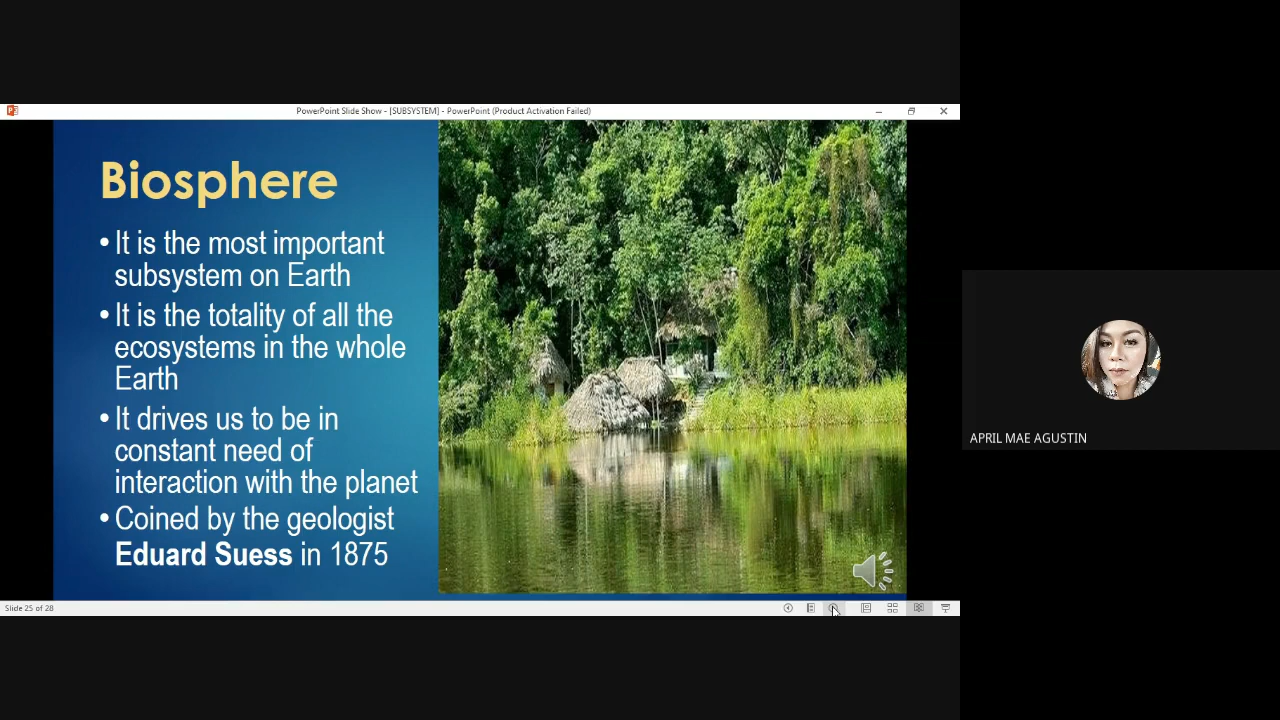 PowerPoint Slide Show - [SUBSYSTEM] - PowerPoint (Product Activation Failed)
Biosphere
• It is the most important
subsystem on Earth
• It is the totality of all the
ecosystems in the whole
Earth
• It drives us to be in
constant need of
interaction with the planet
• Coined by the geologist
Eduard Suess in 1875
Slide 25 of 28
APRIL MAE AGUSTIN